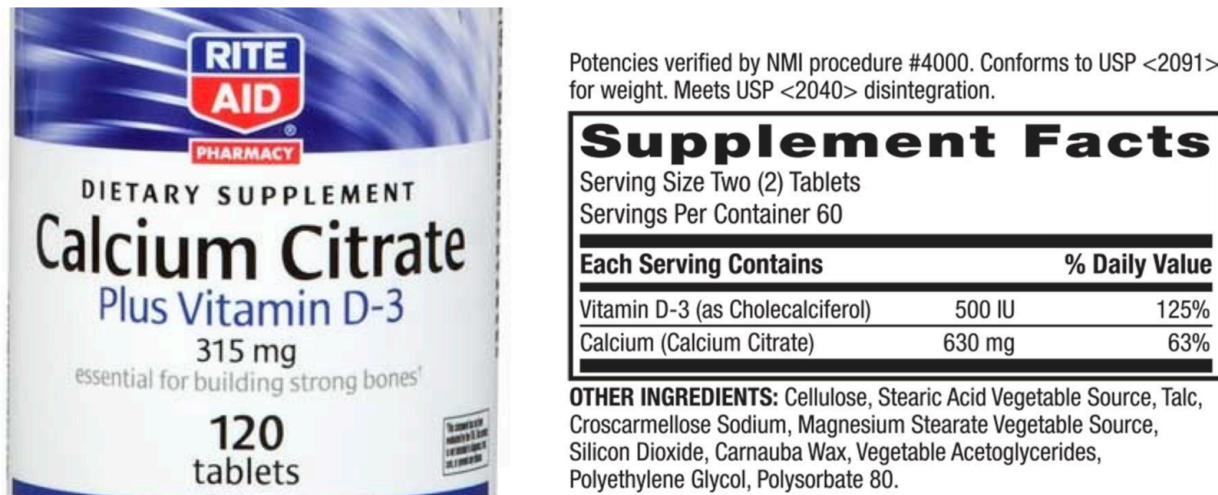 RITE
AID
®
PHARMACY
DIETARY SUPPLEMENT
Calcium Citrate
Plus Vitamin D-3
315 mg
essential for building strong bones†
120
tablets
Potencies verified by NMI procedure #4000. Conforms to USP <2091>
for weight. Meets USP <2040> disintegration.
Supplement Facts
Serving Size Two (2) Tablets
Servings Per Container 60
Each Serving Contains % Daily Value
Vitamin D-3 (as Cholecalciferol) 500 IU 125%
Calcium (Calcium Citrate) 630 mg 63%
OTHER INGREDIENTS: Cellulose, Stearic Acid Vegetable Source, Talc,
Croscarmellose Sodium, Magnesium Stearate Vegetable Source,
Silicon Dioxide, Carnauba Wax, Vegetable Acetoglycerides,
Polyethylene Glycol, Polysorbate 80.